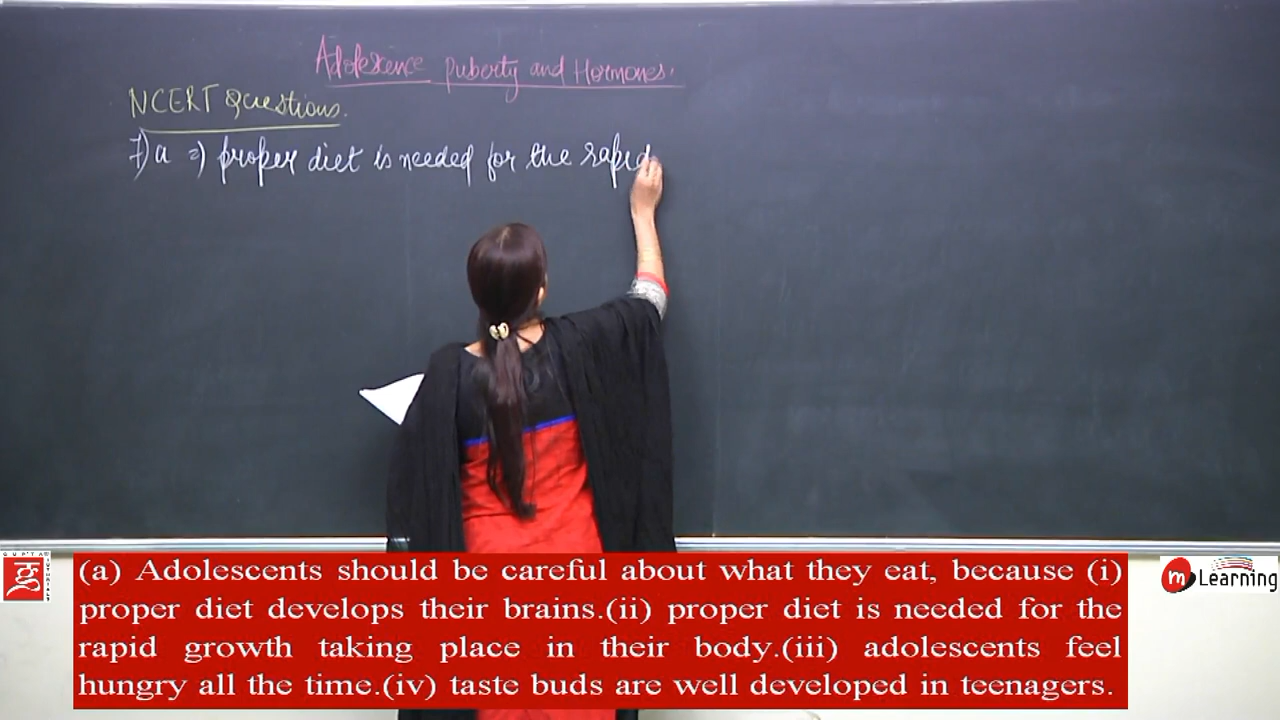 Adolescence puberty and Hormones.
NCERT Questions.
7) a => proper diet is needed for the rapid
(a) Adolescents should be careful about what they eat, because (i)
proper diet develops their brains.(ii) proper diet is needed for the
rapid growth taking place in their body.(iii) adolescents feel
hungry all the time.(iv) taste buds are well developed in teenagers.
GUPTA
TUTORIALS
m Learning